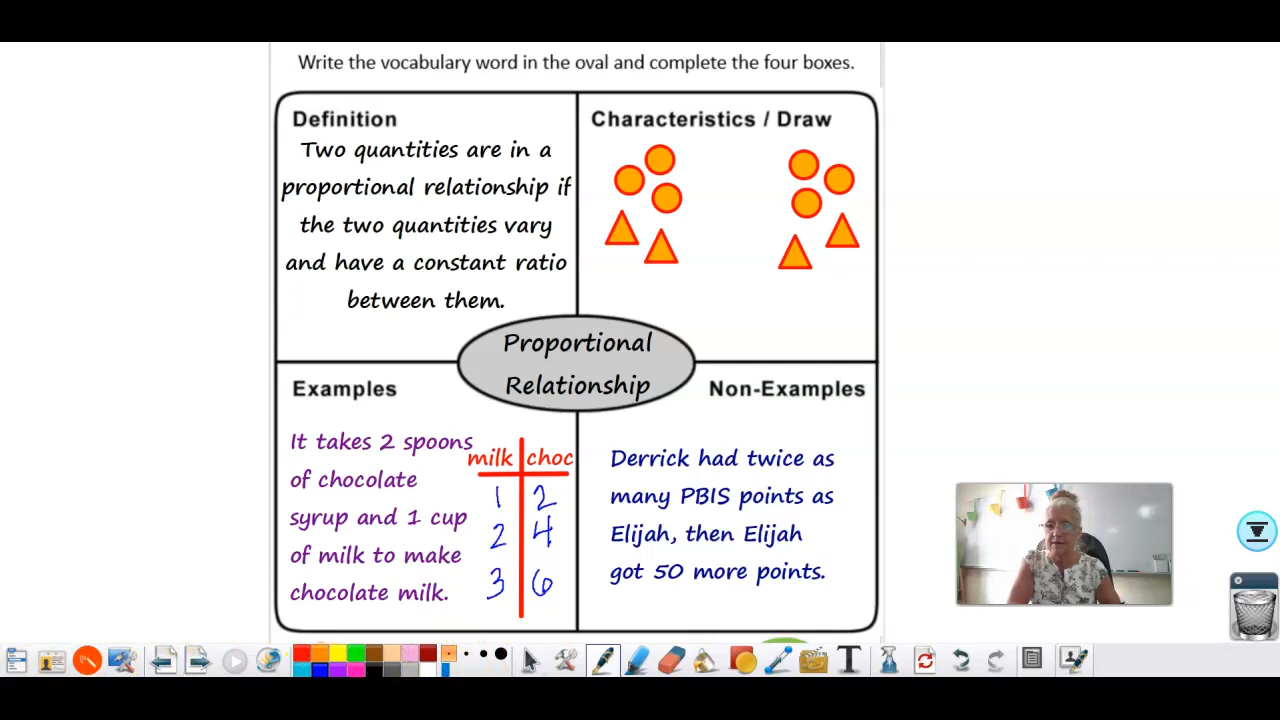 Write the vocabulary word in the oval and complete the four boxes.
Definition
Two quantities are in a
proportional relationship if
the two quantities vary
and have a constant ratio
between them.
Characteristics / Draw
Proportional
Relationship
Examples
It takes 2 spoons
of chocolate
syrup and 1 cup
of milk to make
chocolate milk.
milk choc
1 2
2 4
3 6
Non-Examples
Derrick had twice as
many PBIS points as
Elijah, then Elijah
got 50 more points.
T